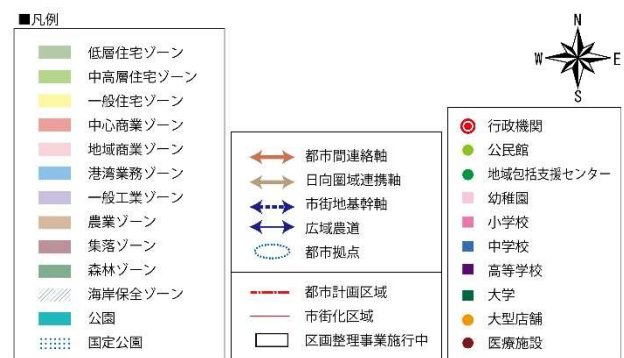 ■凡例
低層住宅ゾーン
中高層住宅ゾーン
一般住宅ゾーン
中心商業ゾーン
地域商業ゾーン
港湾業務ゾーン
一般工業ゾーン
農業ゾーン
集落ゾーン
森林ゾーン
海岸保全ゾーン
公園
国定公園
都市間連絡軸
日向圏域連携軸
市街地基幹軸
広域農道
都市拠点
都市計画区域
市街化区域
区画整理事業施行中
N
W E
S
行政機関
公民館
地域包括支援センター
幼稚園
小学校
中学校
高等学校
大学
大型店舗
医療施設